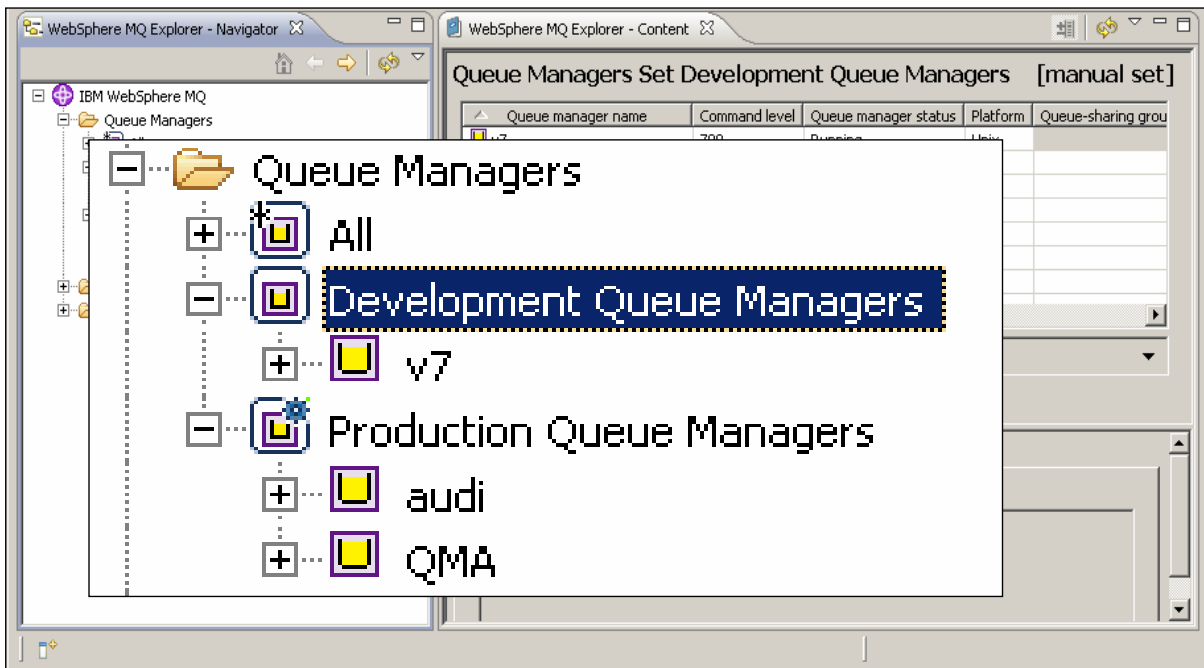 WebSphere MQ Explorer - Navigator
WebSphere MQ Explorer - Content
Queue Managers Set Development Queue Managers [manual set]
IBM WebSphere MQ
Queue Managers
Queue manager name Command level Queue manager status Platform Queue-sharing grou
Queue Managers
All
Development Queue Managers
v7
Production Queue Managers
audi
QMA